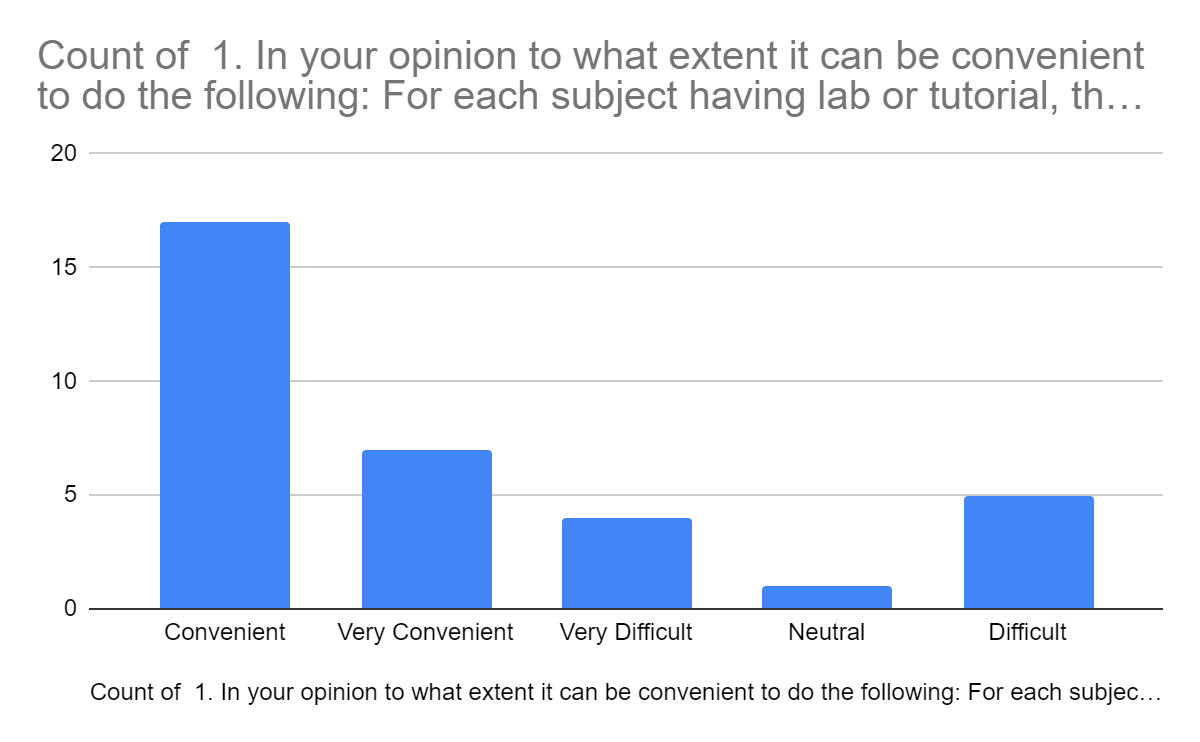 Count of  1. In your opinion to what extent it can be convenient
to do the following: For each subject having lab or tutorial, th…
20
15
10
5
0
Convenient
Very Convenient
Very Difficult
Neutral
Difficult
Count of  1. In your opinion to what extent it can be convenient to do the following: For each subjec…